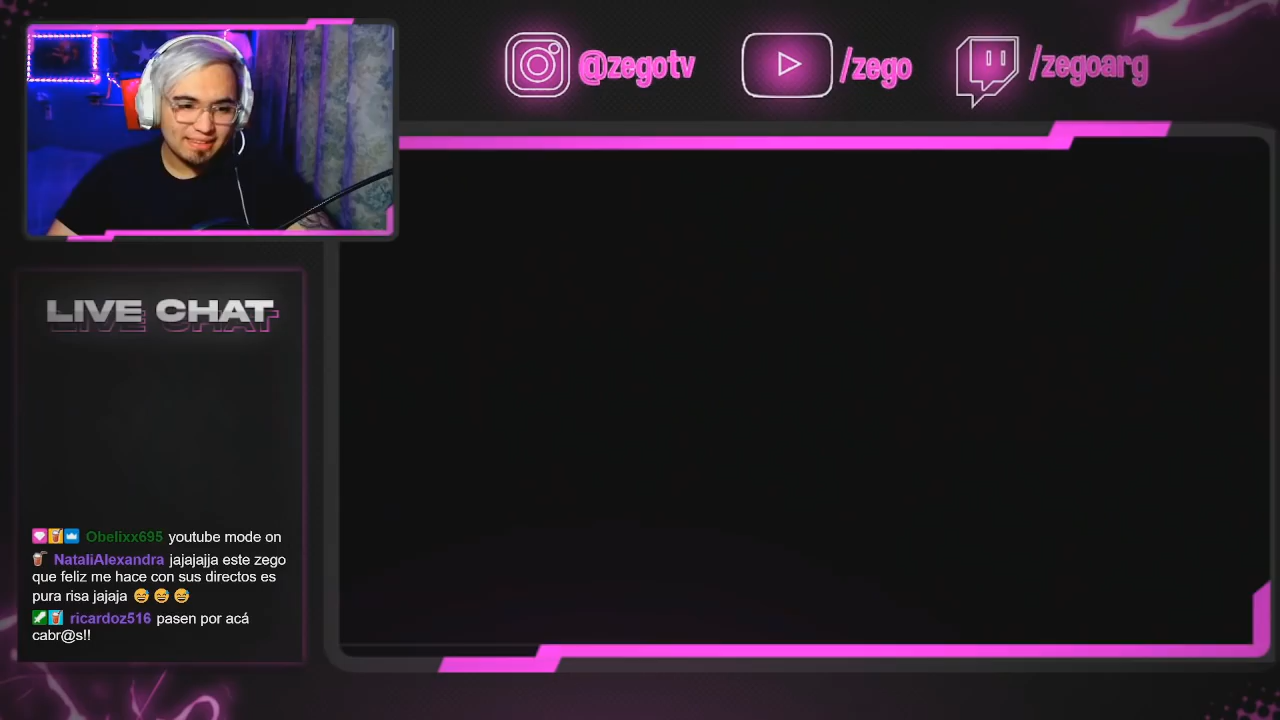 @zegotv
/zego
/zegoarg
LIVE CHAT
Obelixx695 youtube mode on
NataliAlexandra jajajajja este zego
que feliz me hace con sus directos es
pura risa jajaja 😅 😅 😅
ricardoz516 pasen por acá
cabr@s!!